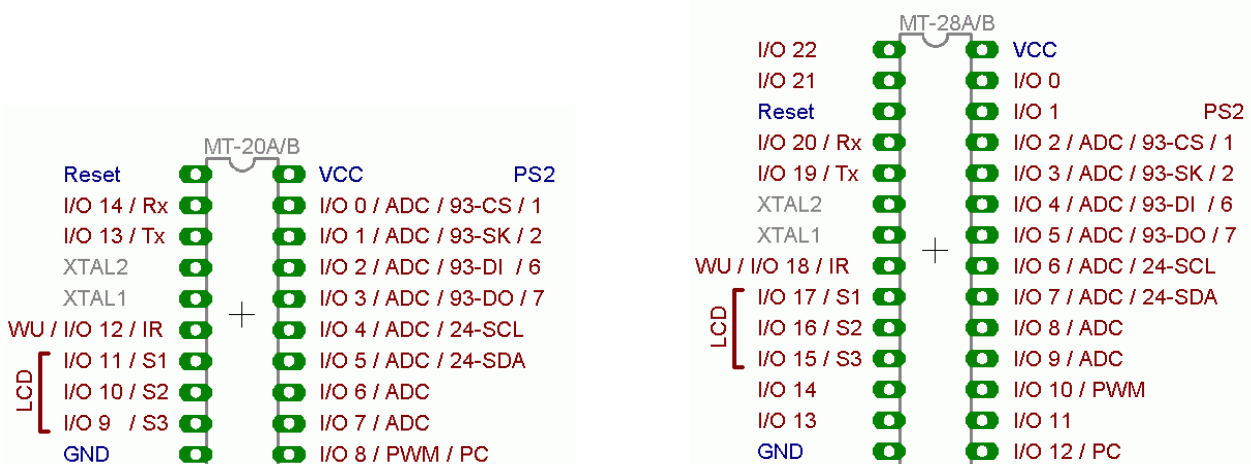 MT-20A/B
Reset VCC PS2
I/O 14 / Rx I/O 0 / ADC / 93-CS / 1
I/O 13 / Tx I/O 1 / ADC / 93-SK / 2
XTAL2 I/O 2 / ADC / 93-DI / 6
XTAL1 I/O 3 / ADC / 93-DO / 7
WU / I/O 12 / IR I/O 4 / ADC / 24-SCL
I/O 11 / S1 I/O 5 / ADC / 24-SDA
LCD I/O 10 / S2 I/O 6 / ADC
I/O 9 / S3 I/O 7 / ADC
GND I/O 8 / PWM / PC
MT-28A/B
I/O 22 VCC
I/O 21 I/O 0
Reset I/O 1 PS2
I/O 20 / Rx I/O 2 / ADC / 93-CS / 1
I/O 19 / Tx I/O 3 / ADC / 93-SK / 2
XTAL2 I/O 4 / ADC / 93-DI / 6
XTAL1 I/O 5 / ADC / 93-DO / 7
WU / I/O 18 / IR I/O 6 / ADC / 24-SCL
I/O 17 / S1 I/O 7 / ADC / 24-SDA
LCD I/O 16 / S2 I/O 8 / ADC
I/O 15 / S3 I/O 9 / ADC
I/O 14 I/O 10 / PWM
I/O 13 I/O 11
GND I/O 12 / PC